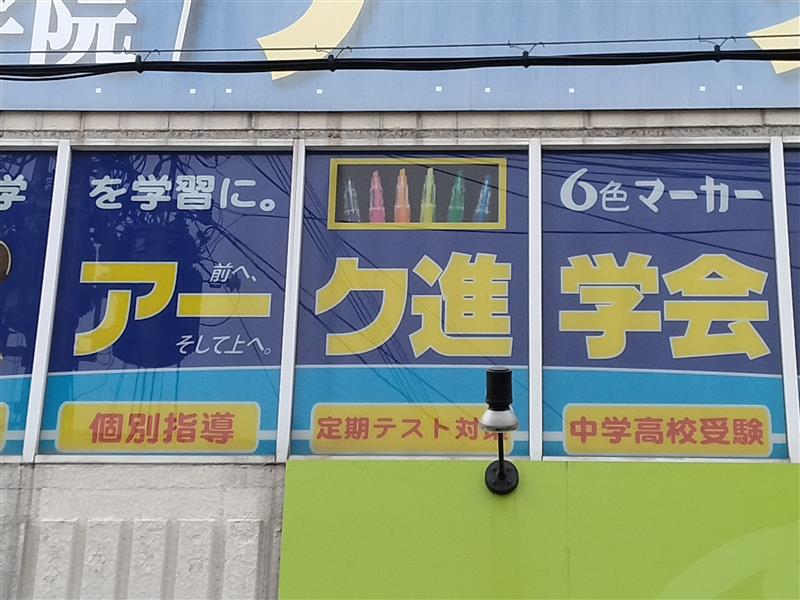 院
学
を学習に。
6色マーカー
アーク進学会
前へ、
そして上へ。
個別指導
定期テスト対策
中学高校受験